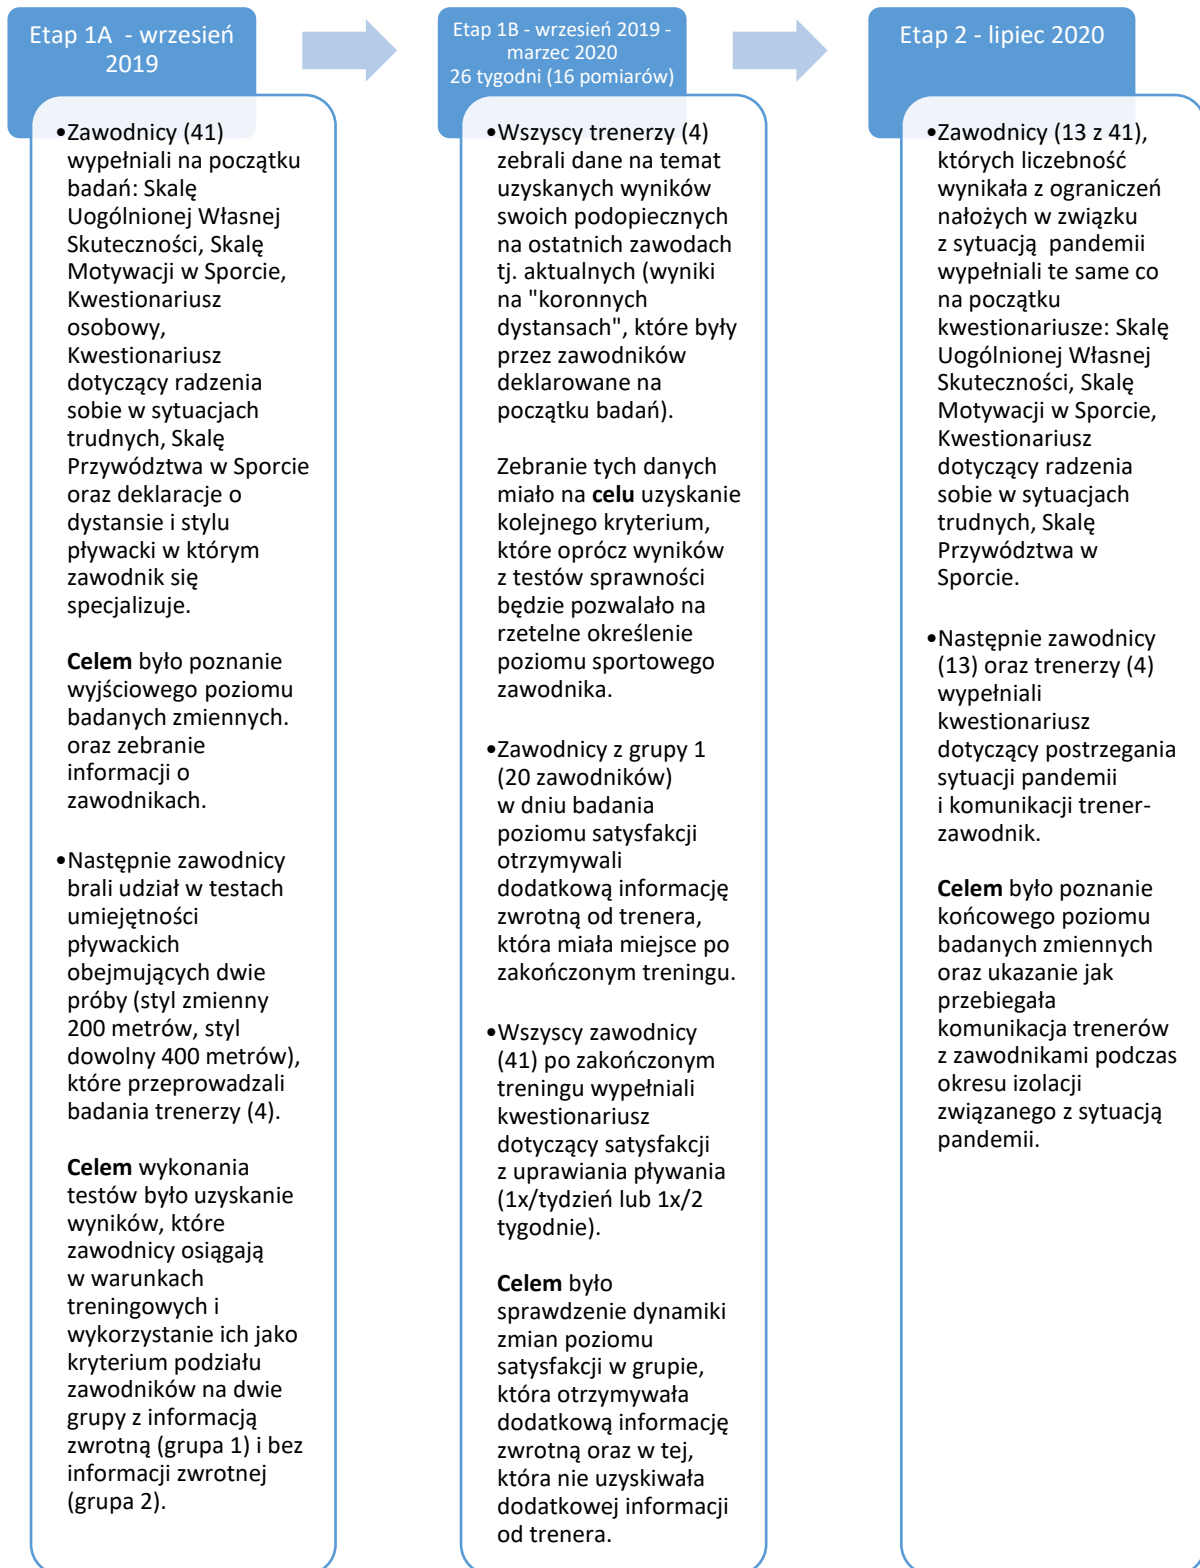 Etap 1A - wrzesień
2019
•Zawodnicy (41)
wypełniali na początku
badań: Skalę
Uogólnionej Własnej
Skuteczności, Skalę
Motywacji w Sporcie,
Kwestionariusz
osobowy,
Kwestionariusz
dotyczący radzenia
sobie w sytuacjach
trudnych, Skalę
Przywództwa w Sporcie
oraz deklaracje o
dystansie i stylu
pływacki w którym
zawodnik się
specjalizuje.
Celem było poznanie
wyjściowego poziomu
badanych zmiennych.
oraz zebranie
informacji o
zawodnikach.
•Następnie zawodnicy
brali udział w testach
umiejętności
pływackich
obejmujących dwie
próby (styl zmienny
200 metrów, styl
dowolny 400 metrów),
które przeprowadzali
badania trenerzy (4).
Celem wykonania
testów było uzyskanie
wyników, które
zawodnicy osiągają
w warunkach
treningowych i
wykorzystanie ich jako
kryterium podziału
zawodników na dwie
grupy z informacją
zwrotną (grupa 1) i bez
informacji zwrotnej
(grupa 2).
Etap 1B - wrzesień 2019 -
marzec 2020
26 tygodni (16 pomiarów)
•Wszyscy trenerzy (4)
zebrali dane na temat
uzyskanych wyników
swoich podopiecznych
na ostatnich zawodach
tj. aktualnych (wyniki
na "koronnych
dystansach", które były
przez zawodników
deklarowane na
początku badań).
Zebranie tych danych
miało na celu uzyskanie
kolejnego kryterium,
które oprócz wyników
z testów sprawności
będzie pozwalało na
rzetelne określenie
poziomu sportowego
zawodnika.
•Zawodnicy z grupy 1
(20 zawodników)
w dniu badania
poziomu satysfakcji
otrzymywali
dodatkową informację
zwrotną od trenera,
która miała miejsce po
zakończonym treningu.
•Wszyscy zawodnicy
(41) po zakończonym
treningu wypełniali
kwestionariusz
dotyczący satysfakcji
z uprawiania pływania
(1x/tydzień lub 1x/2
tygodnie).
Celem było
sprawdzenie dynamiki
zmian poziomu
satysfakcji w grupie,
która otrzymywała
dodatkową informację
zwrotną oraz w tej,
która nie uzyskiwała
dodatkowej informacji
od trenera.
Etap 2 - lipiec 2020
•Zawodnicy (13 z 41),
których liczebność
wynikała z ograniczeń
nałożych w związku
z sytuacją pandemii
wypełniali te same co
na początku
kwestionariusze: Skalę
Uogólnionej Własnej
Skuteczności, Skalę
Motywacji w Sporcie,
Kwestionariusz
dotyczący radzenia
sobie w sytuacjach
trudnych, Skalę
Przywództwa w
Sporcie.
•Następnie zawodnicy
(13) oraz trenerzy (4)
wypełniali
kwestionariusz
dotyczący postrzegania
sytuacji pandemii
i komunikacji trener-
zawodnik.
Celem było poznanie
końcowego poziomu
badanych zmiennych
oraz ukazanie jak
przebiegała
komunikacja trenerów
z zawodnikami podczas
okresu izolacji
związanego z sytuacją
pandemii.